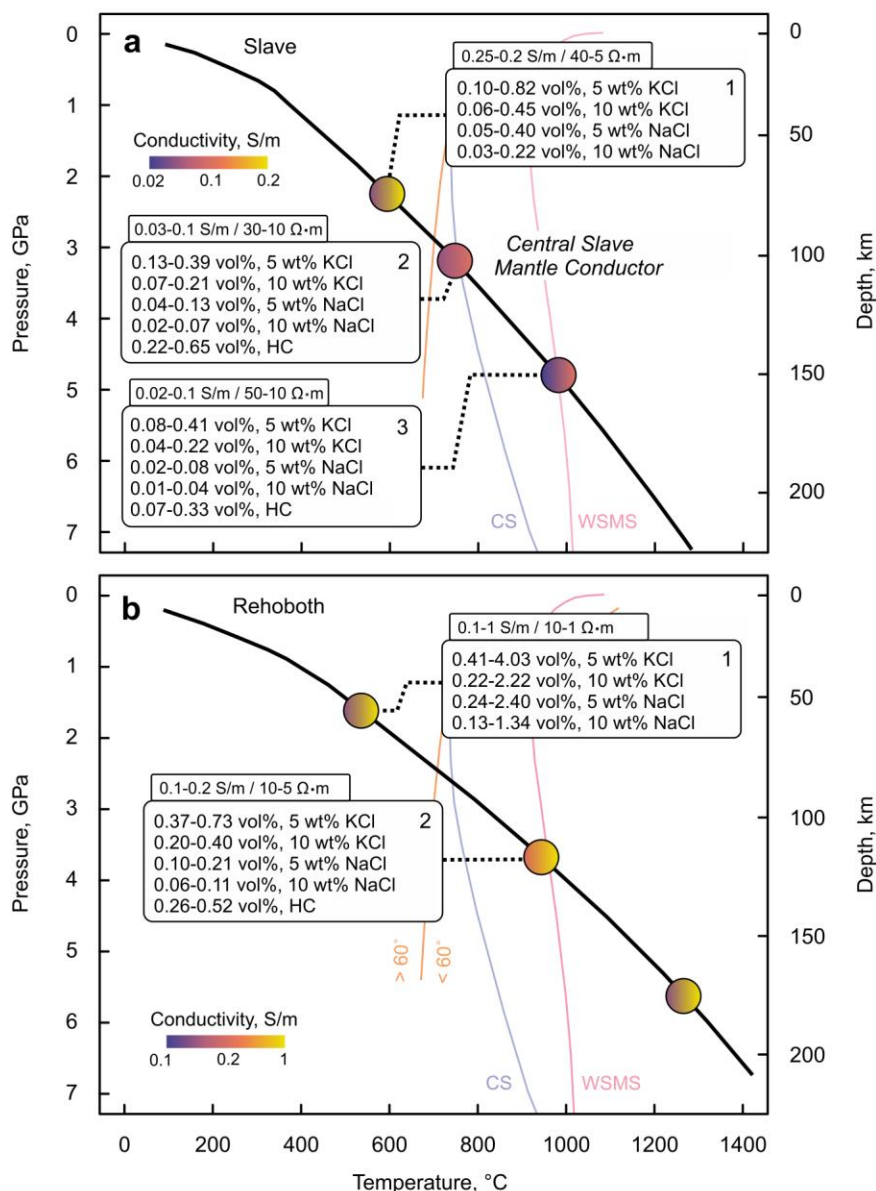 a
Slave
0.25-0.2 S/m / 40-5 Ω•m
0.10-0.82 vol%, 5 wt% KCl
1
0.06-0.45 vol%, 10 wt% KCl
0.05-0.40 vol%, 5 wt% NaCl
0.03-0.22 vol%, 10 wt% NaCl
Conductivity, S/m
0.02
0.1
0.2
0.03-0.1 S/m / 30-10 Ω•m
0.13-0.39 vol%, 5 wt% KCl
2
0.07-0.21 vol%, 10 wt% KCl
0.04-0.13 vol%, 5 wt% NaCl
0.02-0.07 vol%, 10 wt% NaCl
0.22-0.65 vol%, HC
Central Slave
Mantle Conductor
0.02-0.1 S/m / 50-10 Ω•m
0.08-0.41 vol%, 5 wt% KCl
3
0.04-0.22 vol%, 10 wt% KCl
0.02-0.08 vol%, 5 wt% NaCl
0.01-0.04 vol%, 10 wt% NaCl
0.07-0.33 vol%, HC
CS
WSMS
Pressure, GPa
0
1
2
3
4
5
6
7
Depth, km
0
50
100
150
200
b
Rehoboth
0.1-1 S/m / 10-1 Ω•m
0.41-4.03 vol%, 5 wt% KCl
1
0.22-2.22 vol%, 10 wt% KCl
0.24-2.40 vol%, 5 wt% NaCl
0.13-1.34 vol%, 10 wt% NaCl
0.1-0.2 S/m / 10-5 Ω•m
0.37-0.73 vol%, 5 wt% KCl
2
0.20-0.40 vol%, 10 wt% KCl
0.10-0.21 vol%, 5 wt% NaCl
0.06-0.11 vol%, 10 wt% NaCl
0.26-0.52 vol%, HC
> 60°
< 60°
Conductivity, S/m
0.1
0.2
1
CS
WSMS
Pressure, GPa
0
1
2
3
4
5
6
7
Depth, km
0
50
100
150
200
0
200
400
600
800
1000
1200
1400
Temperature, °C